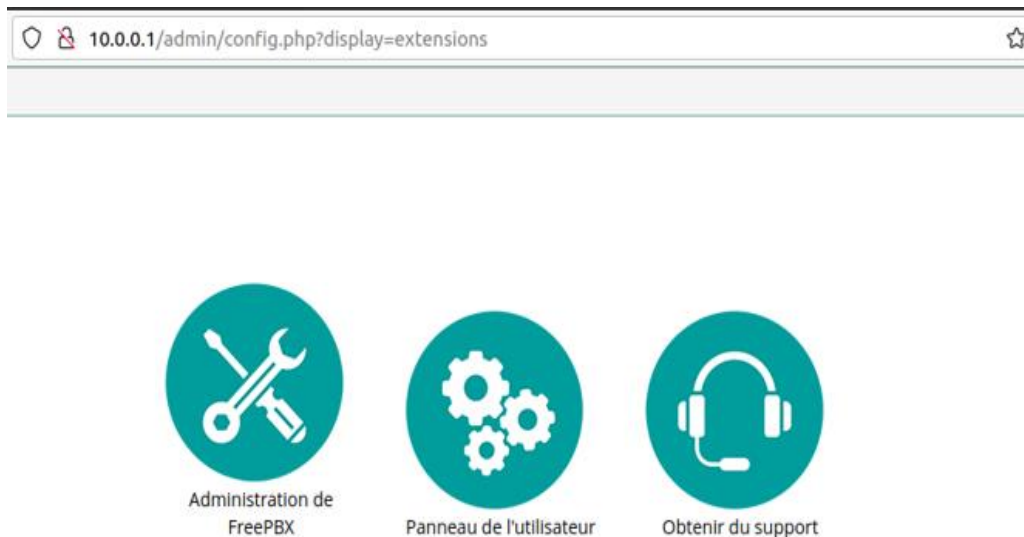 10.0.0.1/admin/config.php?display=extensions
Administration de
FreePBX
Panneau de l'utilisateur
Obtenir du support